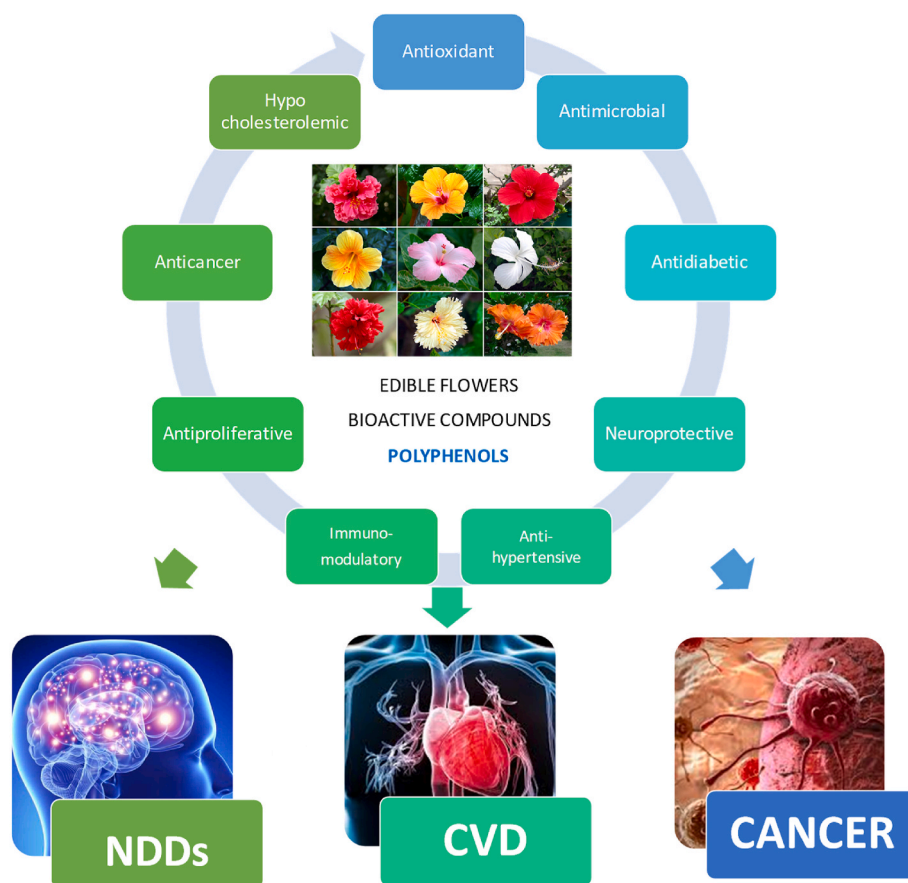 Antioxidant
Hypo
cholesterolemic
Antimicrobial
Anticancer
Antidiabetic
EDIBLE FLOWERS
BIOACTIVE COMPOUNDS
POLYPHENOLS
Antiproliferative
Neuroprotective
Immuno-
modulatory
Anti-
hypertensive
NDDs
CVD
CANCER